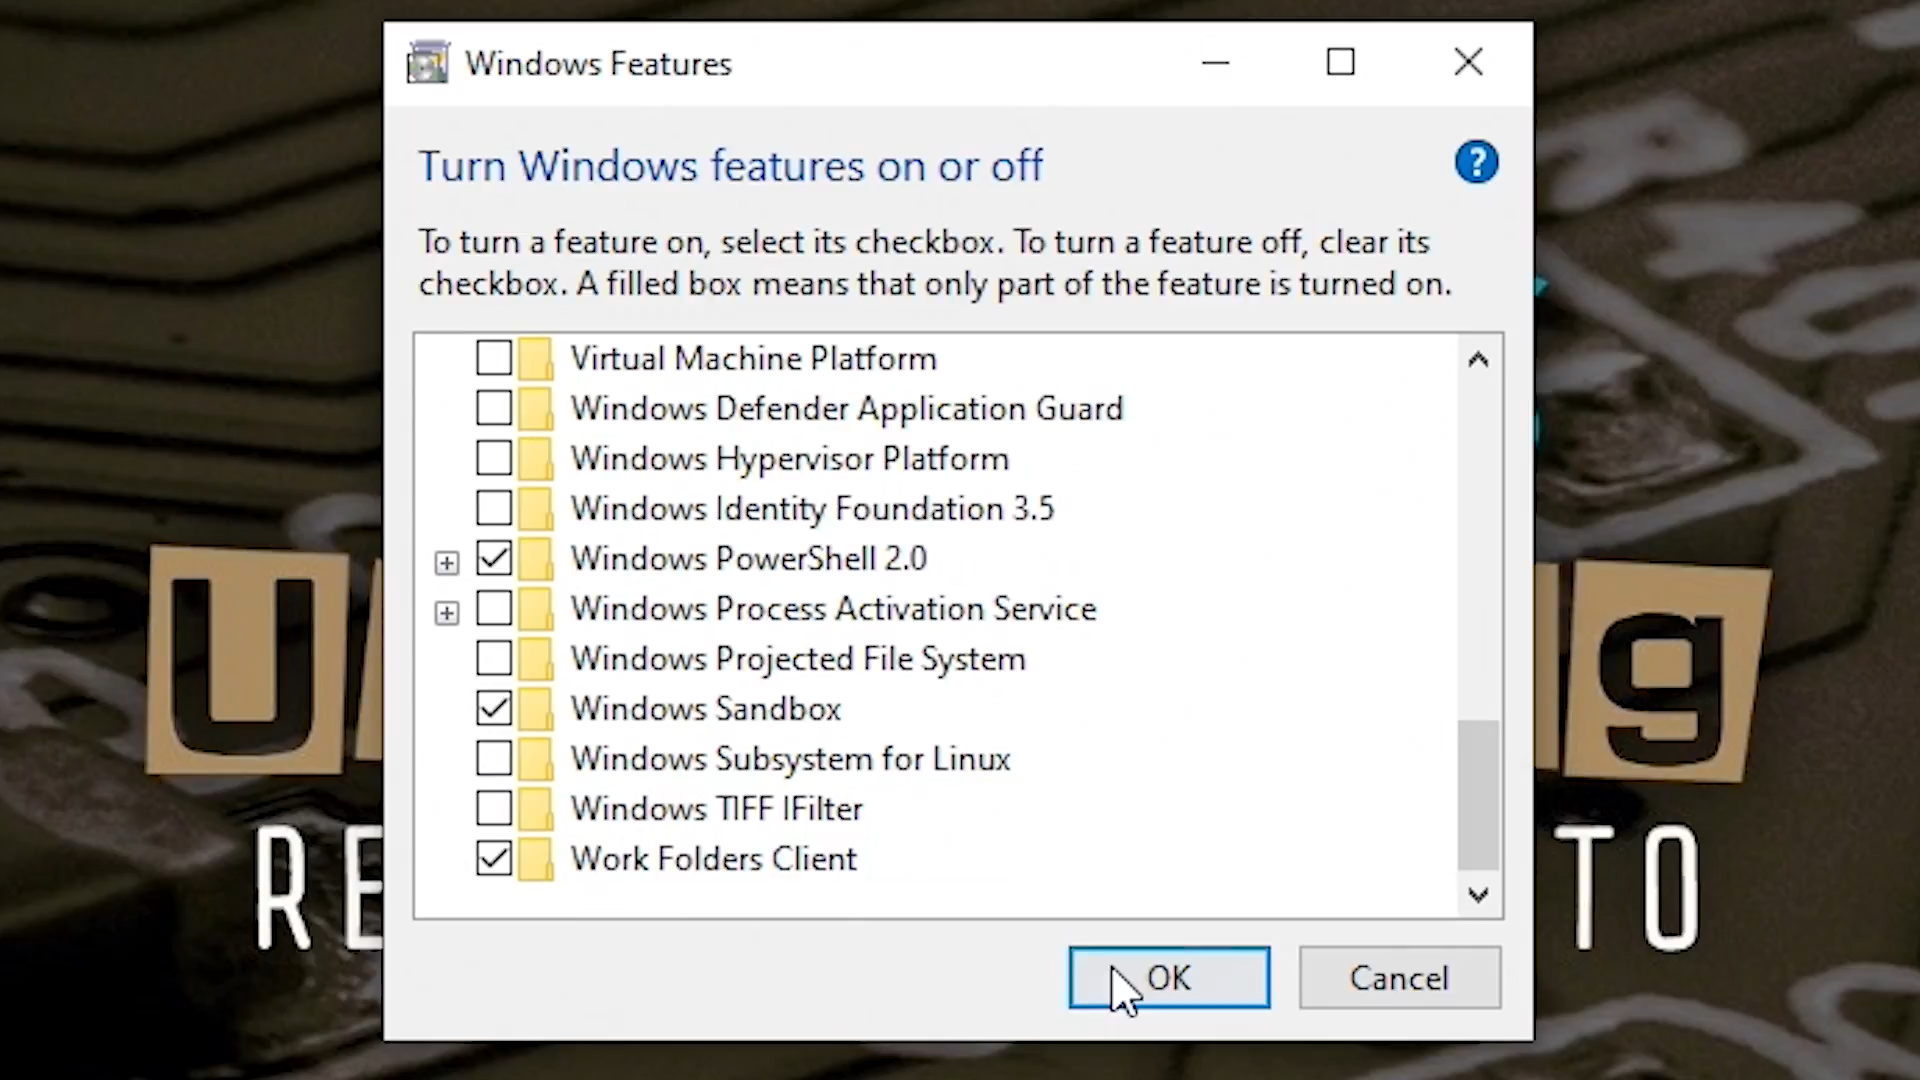 Windows Features
Turn Windows features on or off
To turn a feature on, select its checkbox. To turn a feature off, clear its
checkbox. A filled box means that only part of the feature is turned on.
Virtual Machine Platform
Windows Defender Application Guard
Windows Hypervisor Platform
Windows Identity Foundation 3.5
Windows PowerShell 2.0
Windows Process Activation Service
Windows Projected File System
Windows Sandbox
Windows Subsystem for Linux
Windows TIFF IFilter
Work Folders Client
OK
Cancel
TO